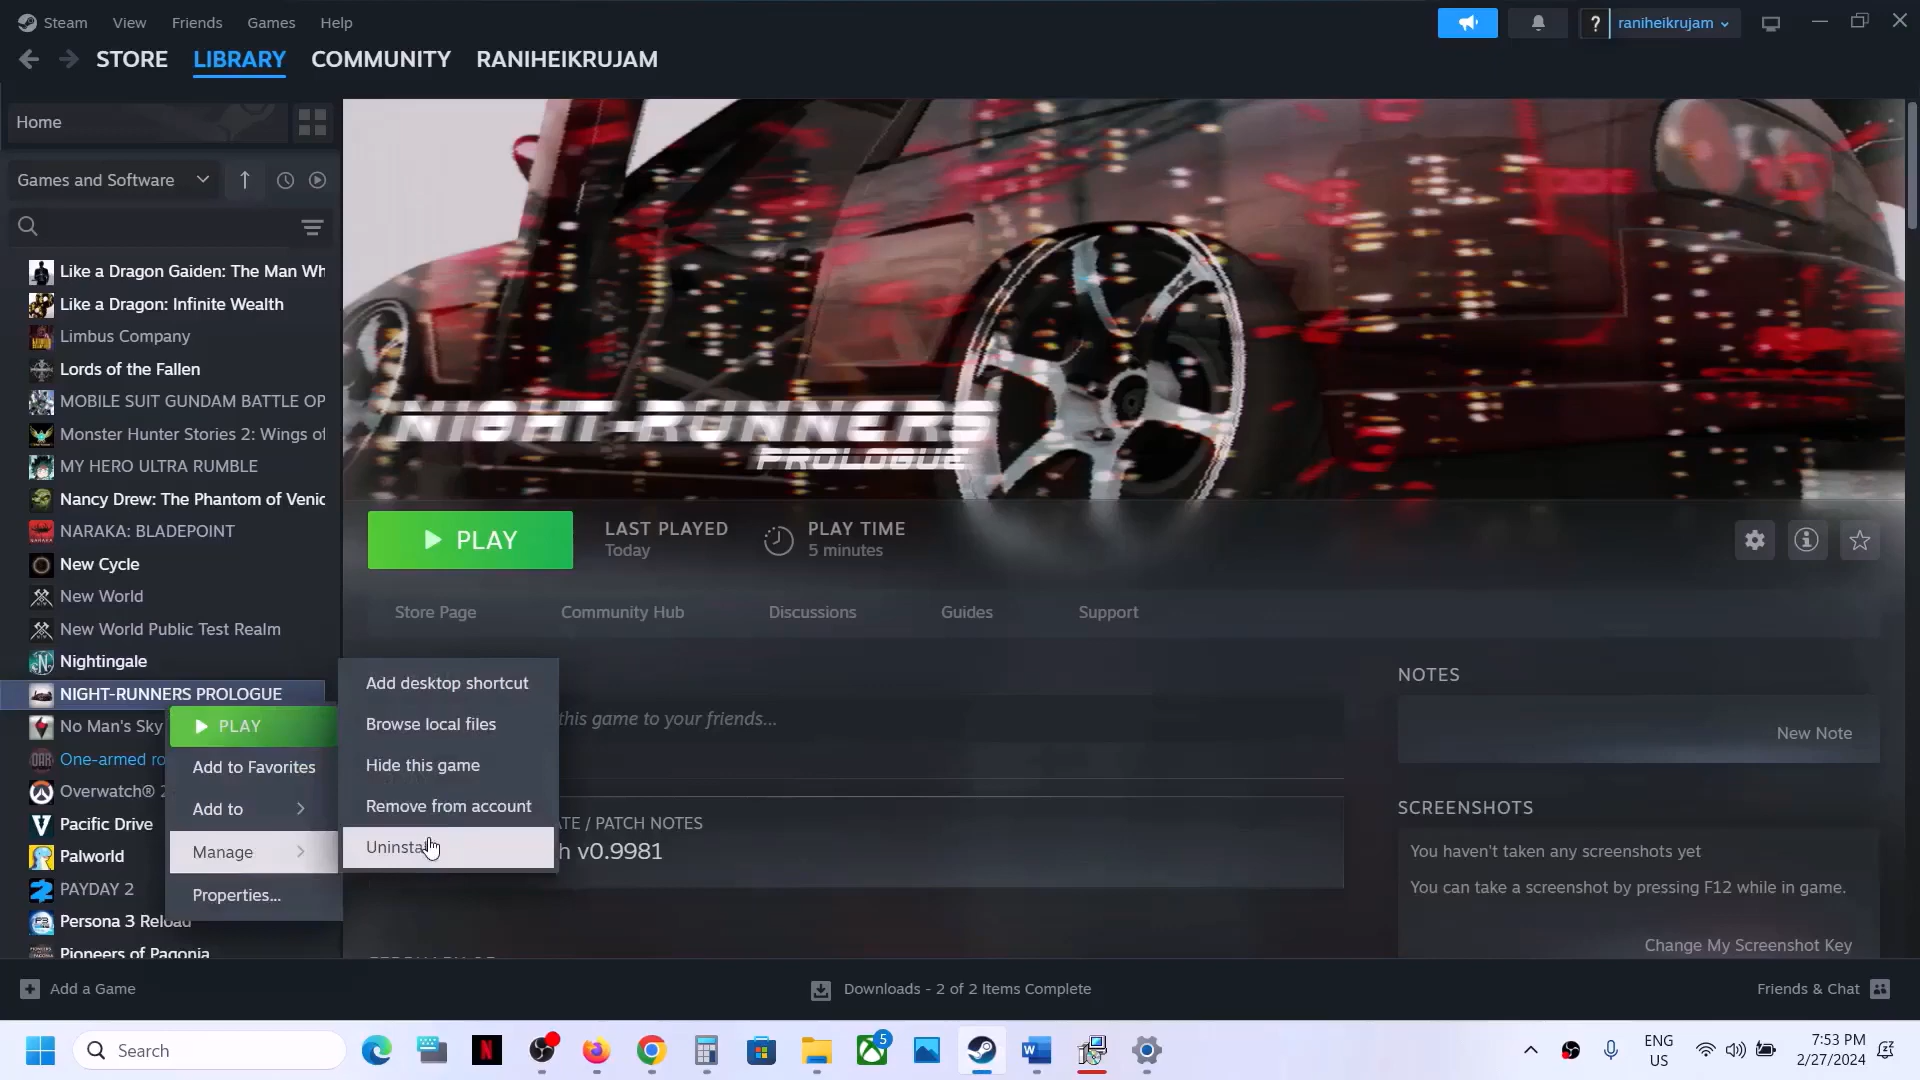 Steam View Friends Games Help
? raniheikrujam
STORE LIBRARY COMMUNITY RANIHEIKRUJAM
Home
Games and Software
Like a Dragon Gaiden: The Man Wh
Like a Dragon: Infinite Wealth
Limbus Company
Lords of the Fallen
MOBILE SUIT GUNDAM BATTLE OP
Monster Hunter Stories 2: Wings of
MY HERO ULTRA RUMBLE
Nancy Drew: The Phantom of Venic
NARAKA: BLADEPOINT
New Cycle
New World
New World Public Test Realm
Nightingale
NIGHT-RUNNERS PROLOGUE
No Man's Sky
One-armed ro
Overwatch®
Pacific Drive
Palworld
PAYDAY 2
Persona 3 Reload
Pioneers of Pagonia
PLAY
Add to Favorites
Add to
Manage
Properties...
Add desktop shortcut
Browse local files
Hide this game
Remove from account
Uninstall
NIGHT-RUNNERS
PROLOGUE
PLAY
LAST PLAYED
Today
PLAY TIME
5 minutes
Store Page Community Hub Discussions Guides Support
this game to your friends...
ATE / PATCH NOTES
h v0.9981
NOTES
New Note
SCREENSHOTS
You haven't taken any screenshots yet
You can take a screenshot by pressing F12 while in game.
Change My Screenshot Key
Add a Game
Downloads - 2 of 2 Items Complete
Friends & Chat
Search
5
ENG
US
7:53 PM
2/27/2024